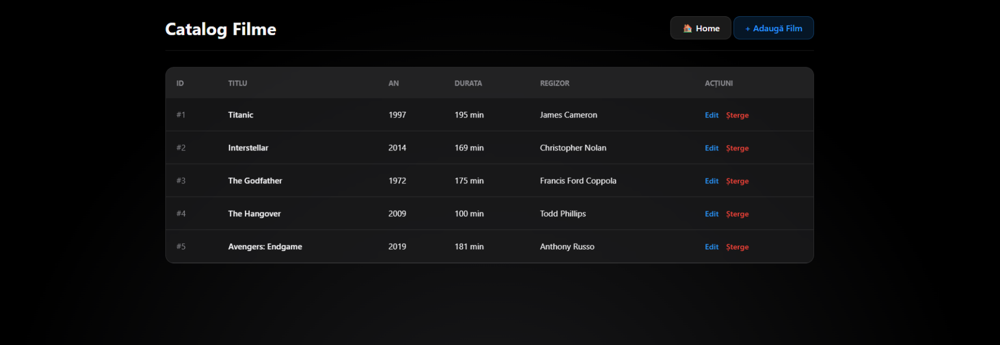 Catalog Filme
🏠 Home
+ Adaugă Film
ID TITLU AN DURATA REGIZOR ACȚIUNI
#1 Titanic 1997 195 min James Cameron Edit Șterge
#2 Interstellar 2014 169 min Christopher Nolan Edit Șterge
#3 The Godfather 1972 175 min Francis Ford Coppola Edit Șterge
#4 The Hangover 2009 100 min Todd Phillips Edit Șterge
#5 Avengers: Endgame 2019 181 min Anthony Russo Edit Șterge